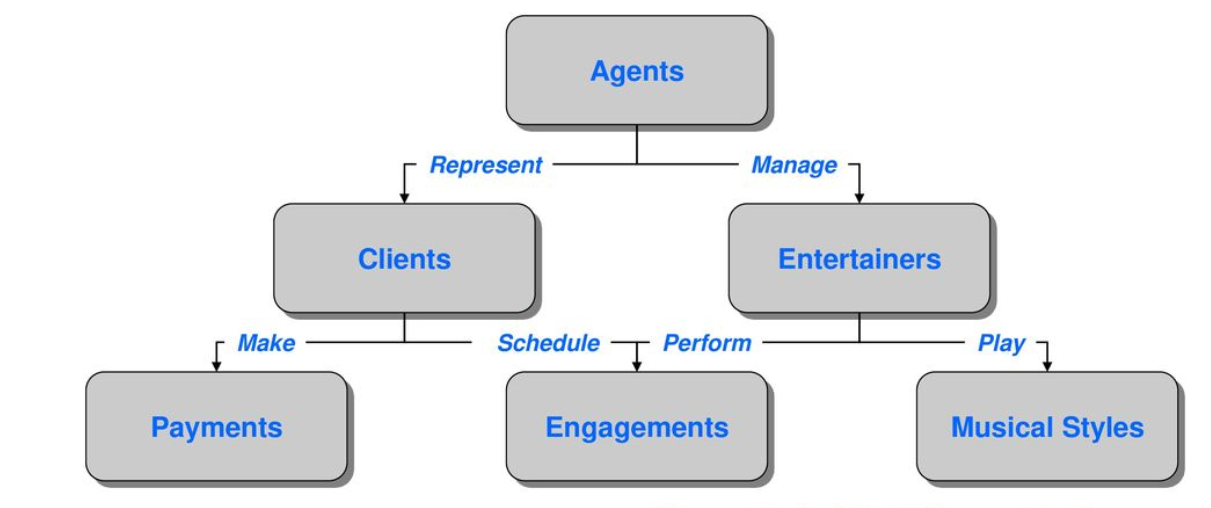 Agents
Represent
Manage
Clients
Entertainers
Make
Schedule
Perform
Play
Payments
Engagements
Musical Styles